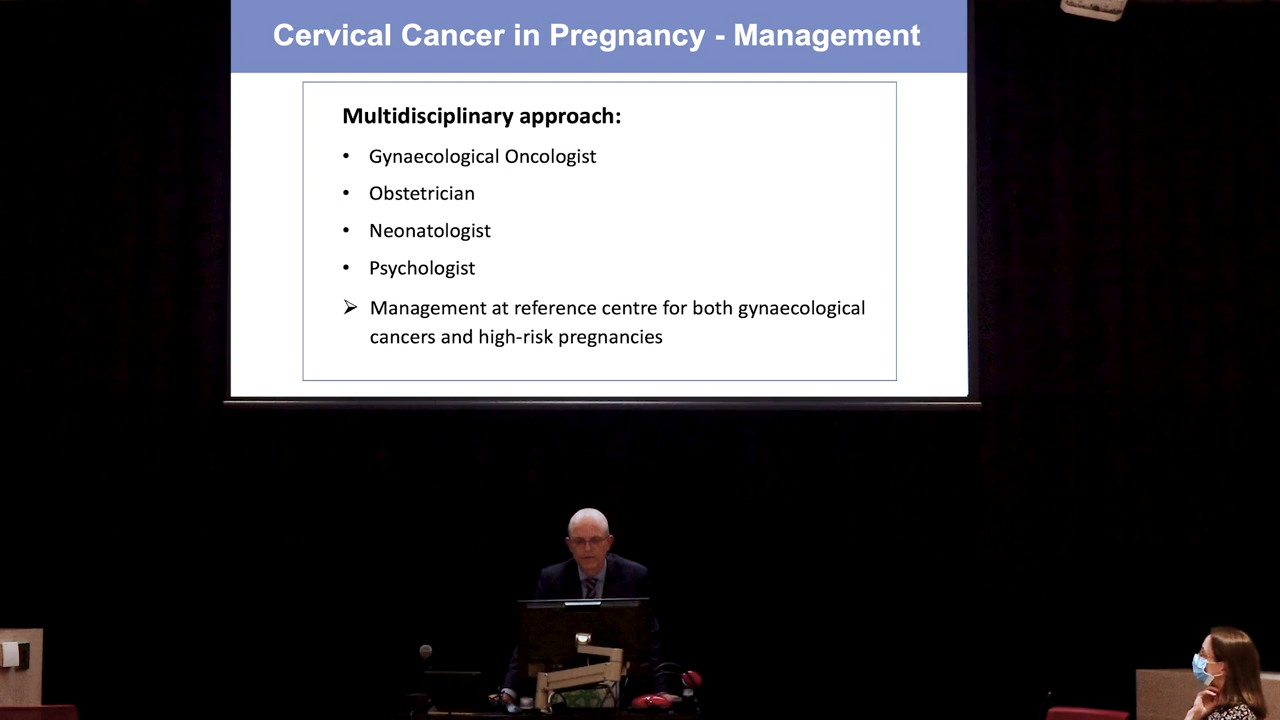 Cervical Cancer in Pregnancy - Management
Multidisciplinary approach:
• Gynaecological Oncologist
• Obstetrician
• Neonatologist
• Psychologist
➢ Management at reference centre for both gynaecological
cancers and high-risk pregnancies